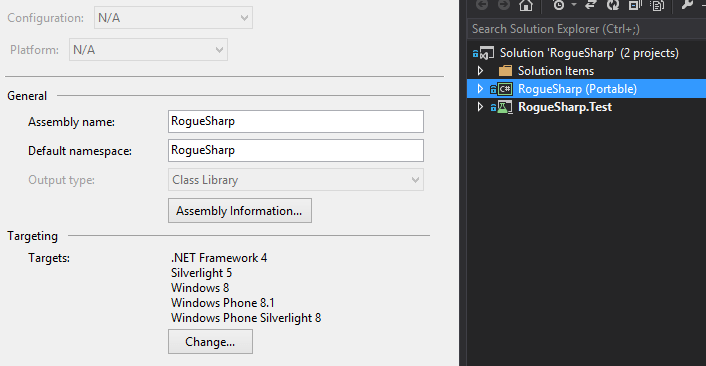 Configuration: N/A
Platform: N/A
General
Assembly name: RogueSharp
Default namespace: RogueSharp
Output type: Class Library
Assembly Information...
Targeting
Targets: .NET Framework 4
Silverlight 5
Windows 8
Windows Phone 8.1
Windows Phone Silverlight 8
Change...
Search Solution Explorer (Ctrl+;)
Solution 'RogueSharp' (2 projects)
Solution Items
C# RogueSharp (Portable)
RogueSharp.Test